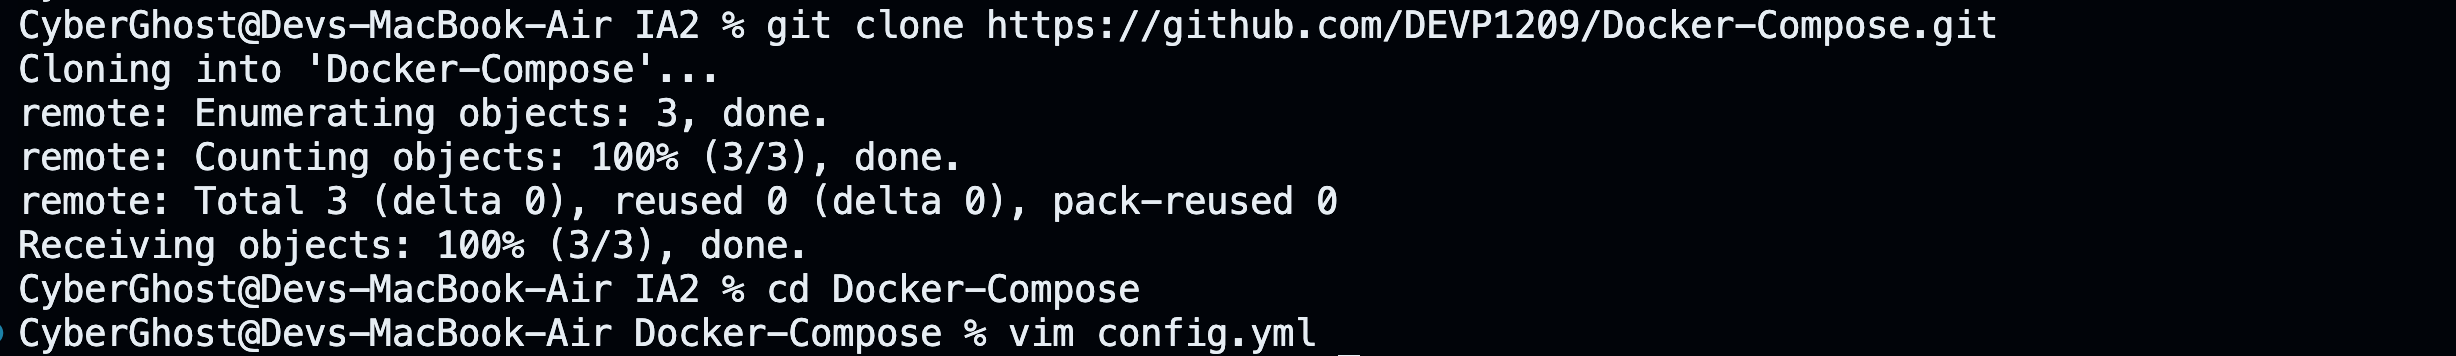 CyberGhost@Devs-MacBook-Air IA2 % git clone https://github.com/DEVP1209/Docker-Compose.git
Cloning into 'Docker-Compose'...
remote: Enumerating objects: 3, done.
remote: Counting objects: 100% (3/3), done.
remote: Total 3 (delta 0), reused 0 (delta 0), pack-reused 0
Receiving objects: 100% (3/3), done.
CyberGhost@Devs-MacBook-Air IA2 % cd Docker-Compose
CyberGhost@Devs-MacBook-Air Docker-Compose % vim config.yml